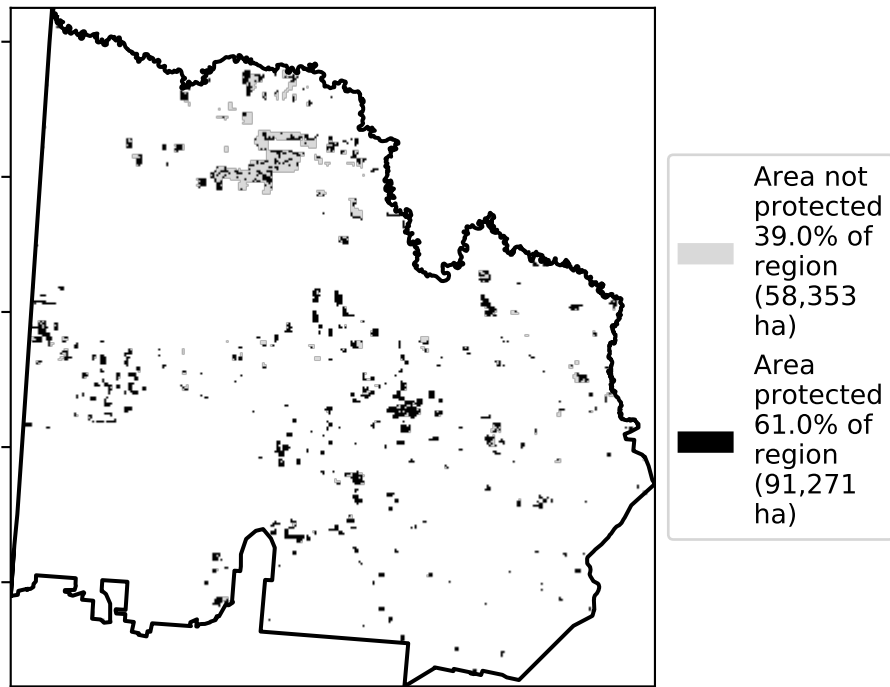 Area not
protected
39.0% of
region
(58,353
ha)
Area
protected
61.0% of
region
(91,271
ha)